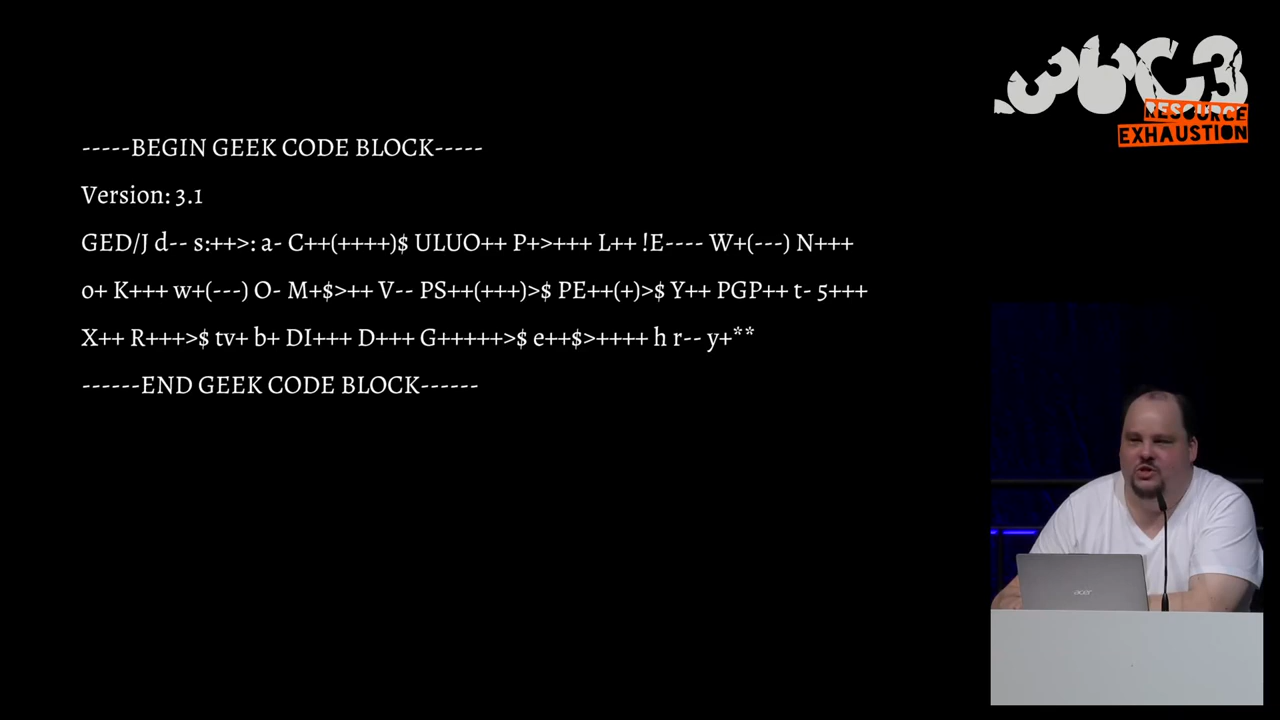 36C3
RESOURCE
EXHAUSTION
-----BEGIN GEEK CODE BLOCK-----
Version: 3.1
GED/J d-- s:++>: a- C++(++++)$ ULUO++ P+>+++ L++ !E---- W+(---) N+++
o+ K+++ w+(---) O- M+$>++ V-- PS++(+++)>$ PE++(+)>$ Y++ PGP++ t- 5+++
X++ R+++>$ tv+ b+ DI+++ D+++ G+++++>$ e++$>++++ h r-- y+**
------END GEEK CODE BLOCK------
acer